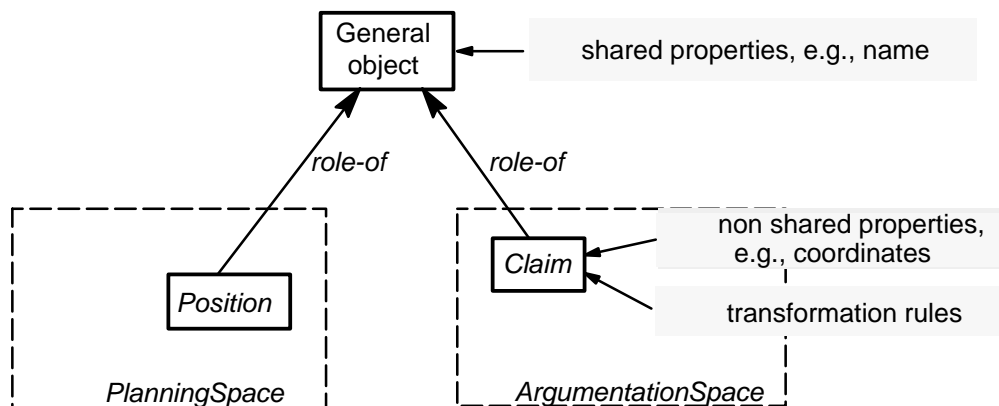 General
object
shared properties, e.g., name
role-of
role-of
non shared properties,
e.g., coordinates
Claim
Position
transformation rules
PlanningSpace
ArgumentationSpace